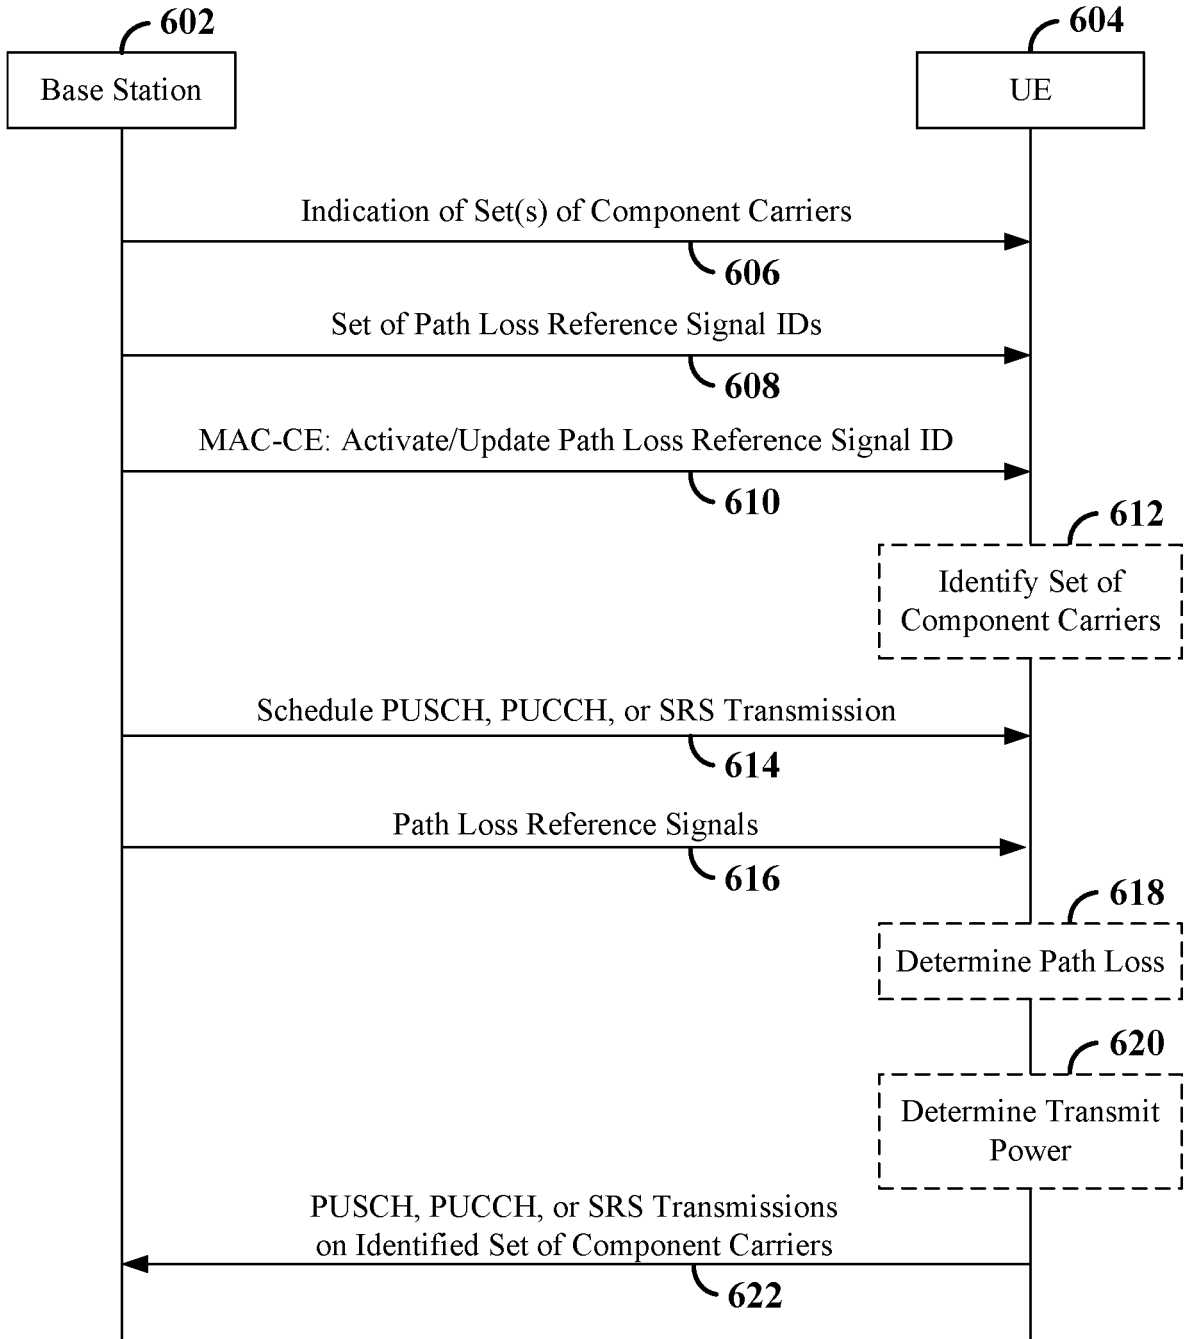 602
604
Base Station
UE
Indication of Set(s) of Component Carriers
606
Set of Path Loss Reference Signal IDs
608
MAC-CE: Activate/Update Path Loss Reference Signal ID
610
612
Identify Set of
Component Carriers
Schedule PUSCH, PUCCH, or SRS Transmission
614
Path Loss Reference Signals
616
618
Determine Path Loss
620
Determine Transmit
Power
PUSCH, PUCCH, or SRS Transmissions
on Identified Set of Component Carriers
622